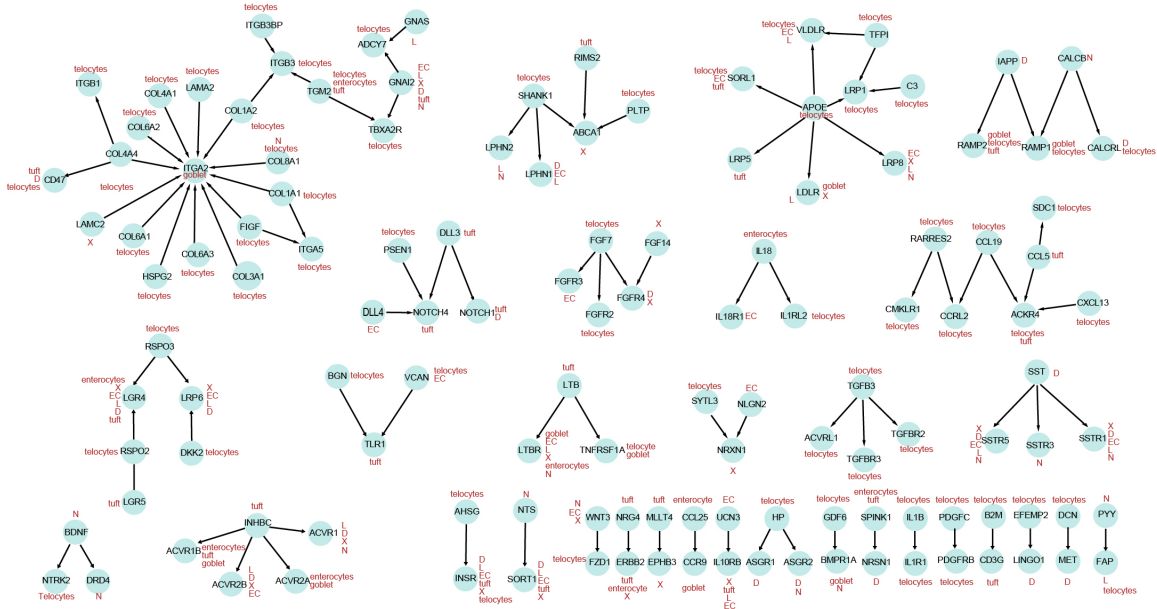 telocytes
ITGB3BP
telocytes
ADCY7
GNAS
L
ITGB3
telocytes
TGM2
telocytes
enterocytes
tuft
GNAI2
EC
L
X
D
tuft
N
TBXA2R
telocytes
telocytes
ITGB1
telocytes
COL4A1
telocytes
LAMA2
COL1A2
telocytes
telocytes
COL6A2
COL4A4
tuft
D
telocytes
CD47
telocytes
ITGA2
goblet
N
telocytes
COL8A1
COL1A1
telocytes
LAMC2
X
COL6A1
telocytes
HSPG2
telocytes
COL6A3
telocytes
COL3A1
telocytes
FIGF
telocytes
ITGA5
telocytes
tuft
RIMS2
telocytes
SHANK1
telocytes
PLTP
ABCA1
X
LPHN2
L N
LPHN1
D
EC
L
telocytes
EC
L
VLDLR
telocytes
TFPI
telocytes
EC
tuft
SORL1
LRP1
telocytes
C3
telocytes
APOE
telocytes
LRP5
tuft
LDLR
goblet
X
L
LRP8
EC
X
L
N
IAPP
D
CALCB
N
RAMP2
goblet
telocytes
tuft
RAMP1
goblet
telocytes
CALCRL
D
telocytes
telocytes
PSEN1
DLL3
tuft
DLL4
EC
NOTCH4
tuft
NOTCH1
tuft
D
telocytes
FGF7
X
FGF14
FGFR3
EC
FGFR2
telocytes
FGFR4
D
X
enterocytes
IL18
IL18R1
EC
IL1RL2
telocytes
SDC1
telocytes
telocytes
RARRES2
telocytes
CCL19
CCL5
tuft
CMKLR1
telocytes
CCRL2
telocytes
ACKR4
telocytes
tuft
CXCL13
telocytes
telocytes
RSPO3
enterocytes
X
EC
L
D
tuft
LGR4
LRP6
X
EC
L
D
telocytes
RSPO2
DKK2
telocytes
tuft
LGR5
BGN
telocytes
VCAN
telocytes
EC
TLR1
tuft
tuft
LTB
LTBR
goblet
EC
L
X
N
enterocytes
TNFRSF1A
telocyte
goblet
telocytes
SYTL3
EC
NLGN2
NRXN1
X
telocytes
TGFB3
ACVRL1
telocytes
TGFBR3
telocytes
TGFBR2
telocytes
SST
D
SSTR5
X
D
EC
L
N
SSTR3
N
SSTR1
X
D
EC
L
N
N
BDNF
NTRK2
Telocytes
DRD4
N
tuft
INHBC
ACVR1B
enterocytes
tuft
goblet
ACVR2B
L
D
X
EC
ACVR2A
enterocytes
goblet
ACVR1
L
D
X
N
telocytes
AHSG
INSR
D
L
EC
tuft
X
telocytes
N
NTS
SORT1
D
L
EC
tuft
X
N
EC
X
WNT3
telocytes
FZD1
tuft
NRG4
ERBB2
tuft
enterocyte
X
tuft
MLLT4
EPHB3
X
enterocyte
CCL25
CCR9
goblet
EC
UCN3
IL10RB
X
tuft
L
EC
telocytes
HP
ASGR1
D
ASGR2
D
N
telocytes
GDF6
BMPR1A
goblet
N
enterocytes
tuft
SPINK1
NRSN1
D
telocytes
IL1B
IL1R1
telocytes
telocytes
PDGFC
PDGFRB
telocytes
telocytes
B2M
CD3G
tuft
telocytes
EFEMP2
LINGO1
D
telocytes
DCN
MET
D
N
PYY
FAP
L
telocytes